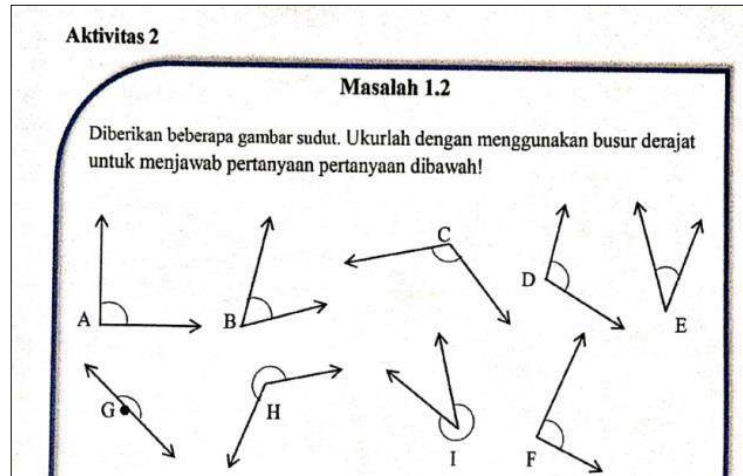 Aktivitas 2
Masalah 1.2
Diberikan beberapa gambar sudut. Ukurlah dengan menggunakan busur derajat
untuk menjawab pertanyaan pertanyaan dibawah!
A
B
C
D
E
G
H
I
F